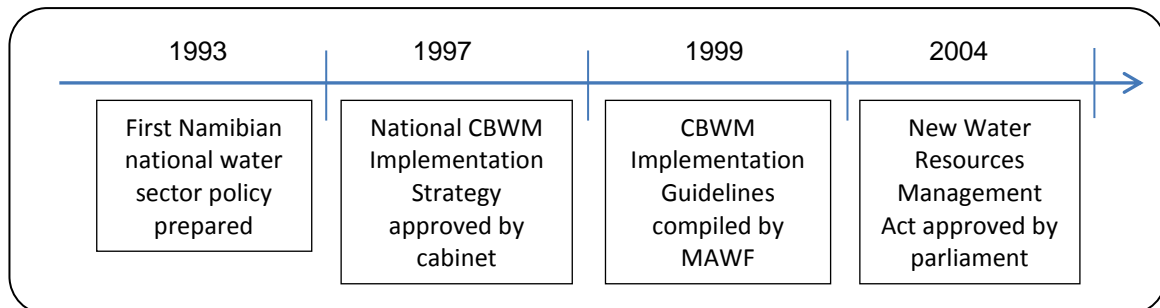 1993
1997
1999
2004
First Namibian
national water
sector policy
prepared
National CBWM
Implementation
Strategy
approved by
cabinet
CBWM
Implementation
Guidelines
compiled by
MAWF
New Water
Resources
Management
Act approved by
parliament